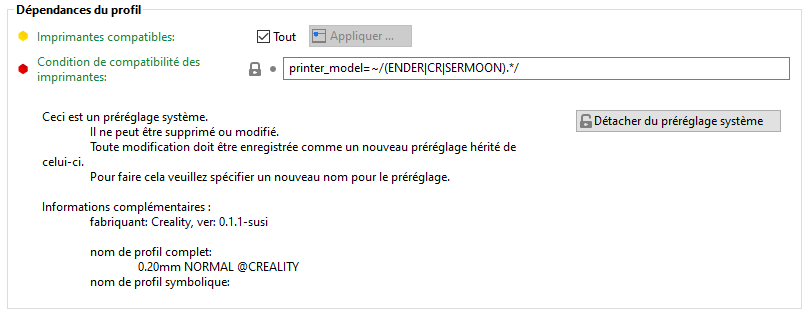 Dépendances du profil
Imprimantes compatibles:
Tout
Appliquer ...
Condition de compatibilité des
imprimantes:
printer_model=~/(ENDER|CR|SERMOON).*/
Ceci est un préréglage système.
Il ne peut être supprimé ou modifié.
Toute modification doit être enregistrée comme un nouveau préréglage hérité de
celui-ci.
Pour faire cela veuillez spécifier un nouveau nom pour le préréglage.
Détacher du préréglage système
Informations complémentaires :
fabriquant: Creality, ver: 0.1.1-susi
nom de profil complet:
0.20mm NORMAL @CREALITY
nom de profil symbolique: